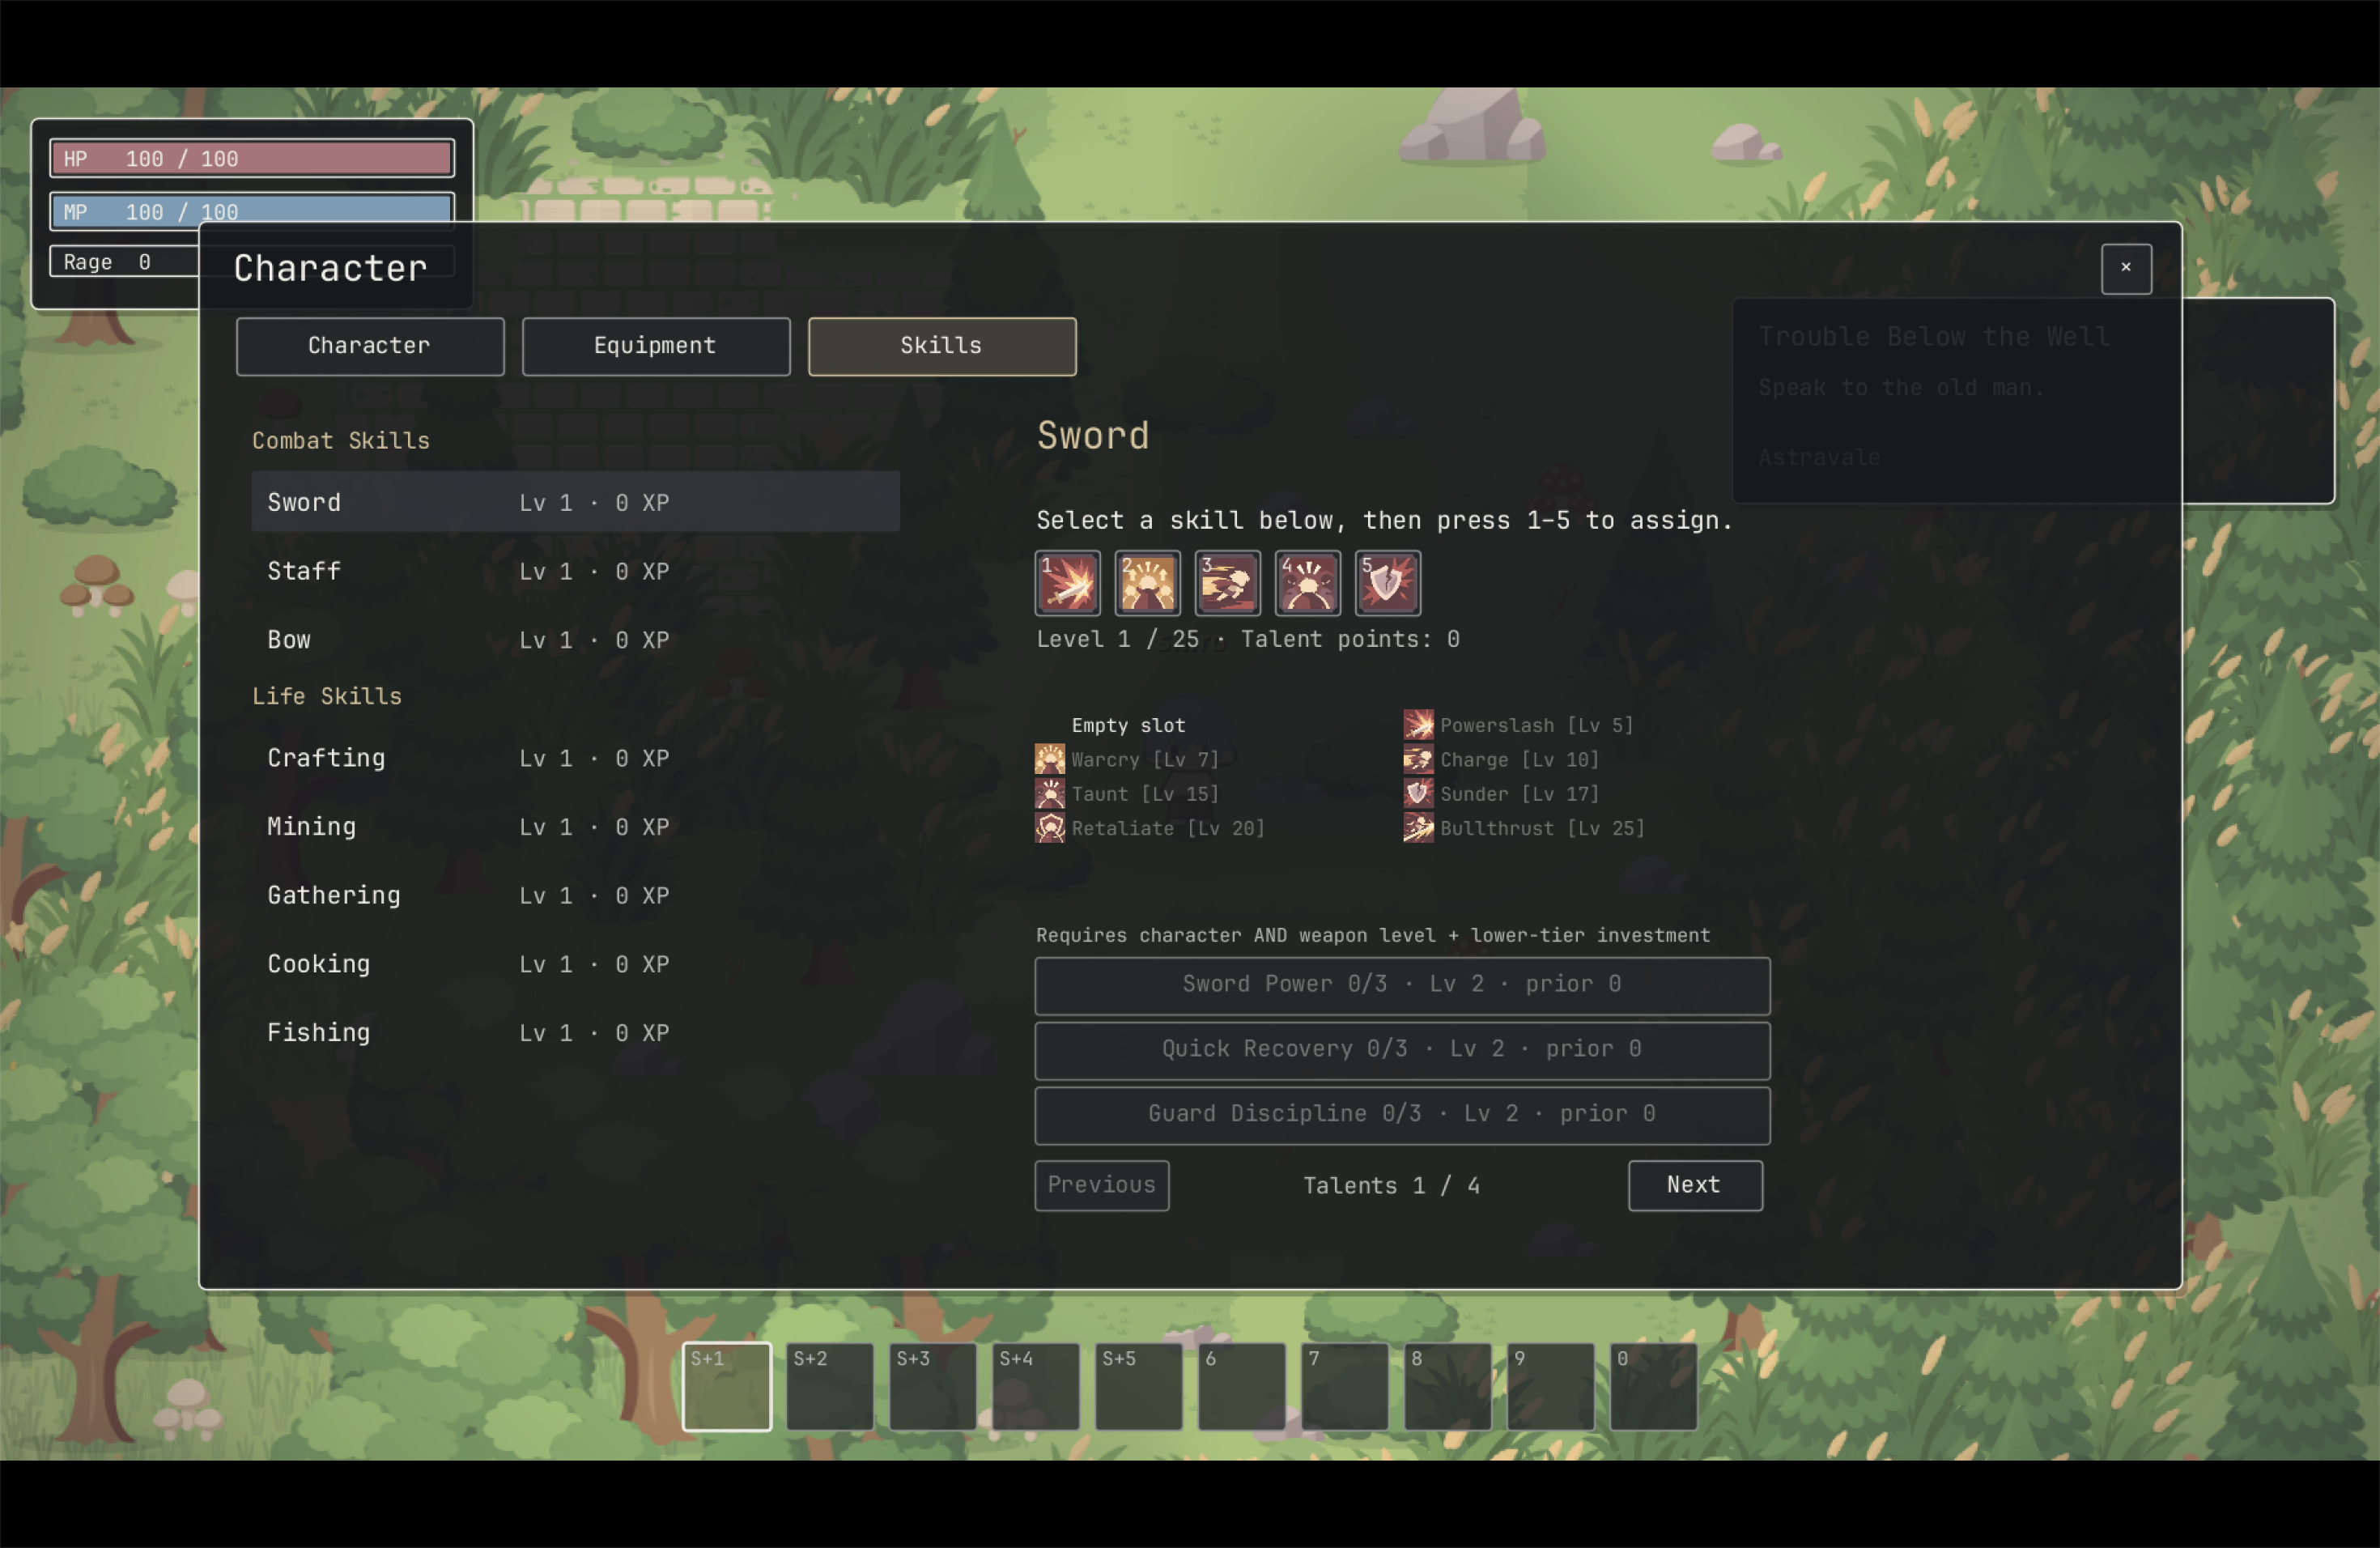 HP 100 / 100
MP 100 / 100
Rage 0
Character
×
Character Equipment Skills
Trouble Below the Well
Speak to the old man.
Astravale
Combat Skills
Sword Lv 1 · 0 XP
Staff Lv 1 · 0 XP
Bow Lv 1 · 0 XP
Life Skills
Crafting Lv 1 · 0 XP
Mining Lv 1 · 0 XP
Gathering Lv 1 · 0 XP
Cooking Lv 1 · 0 XP
Fishing Lv 1 · 0 XP
Sword
Select a skill below, then press 1–5 to assign.
1 2 3 4 5
Level 1 / 25 · Talent points: 0
Empty slot Powerslash [Lv 5]
Warcry [Lv 7] Charge [Lv 10]
Taunt [Lv 15] Sunder [Lv 17]
Retaliate [Lv 20] Bullthrust [Lv 25]
Requires character AND weapon level + lower-tier investment
Sword Power 0/3 · Lv 2 · prior 0
Quick Recovery 0/3 · Lv 2 · prior 0
Guard Discipline 0/3 · Lv 2 · prior 0
Previous Talents 1 / 4 Next
S+1 S+2 S+3 S+4 S+5 6 7 8 9 0